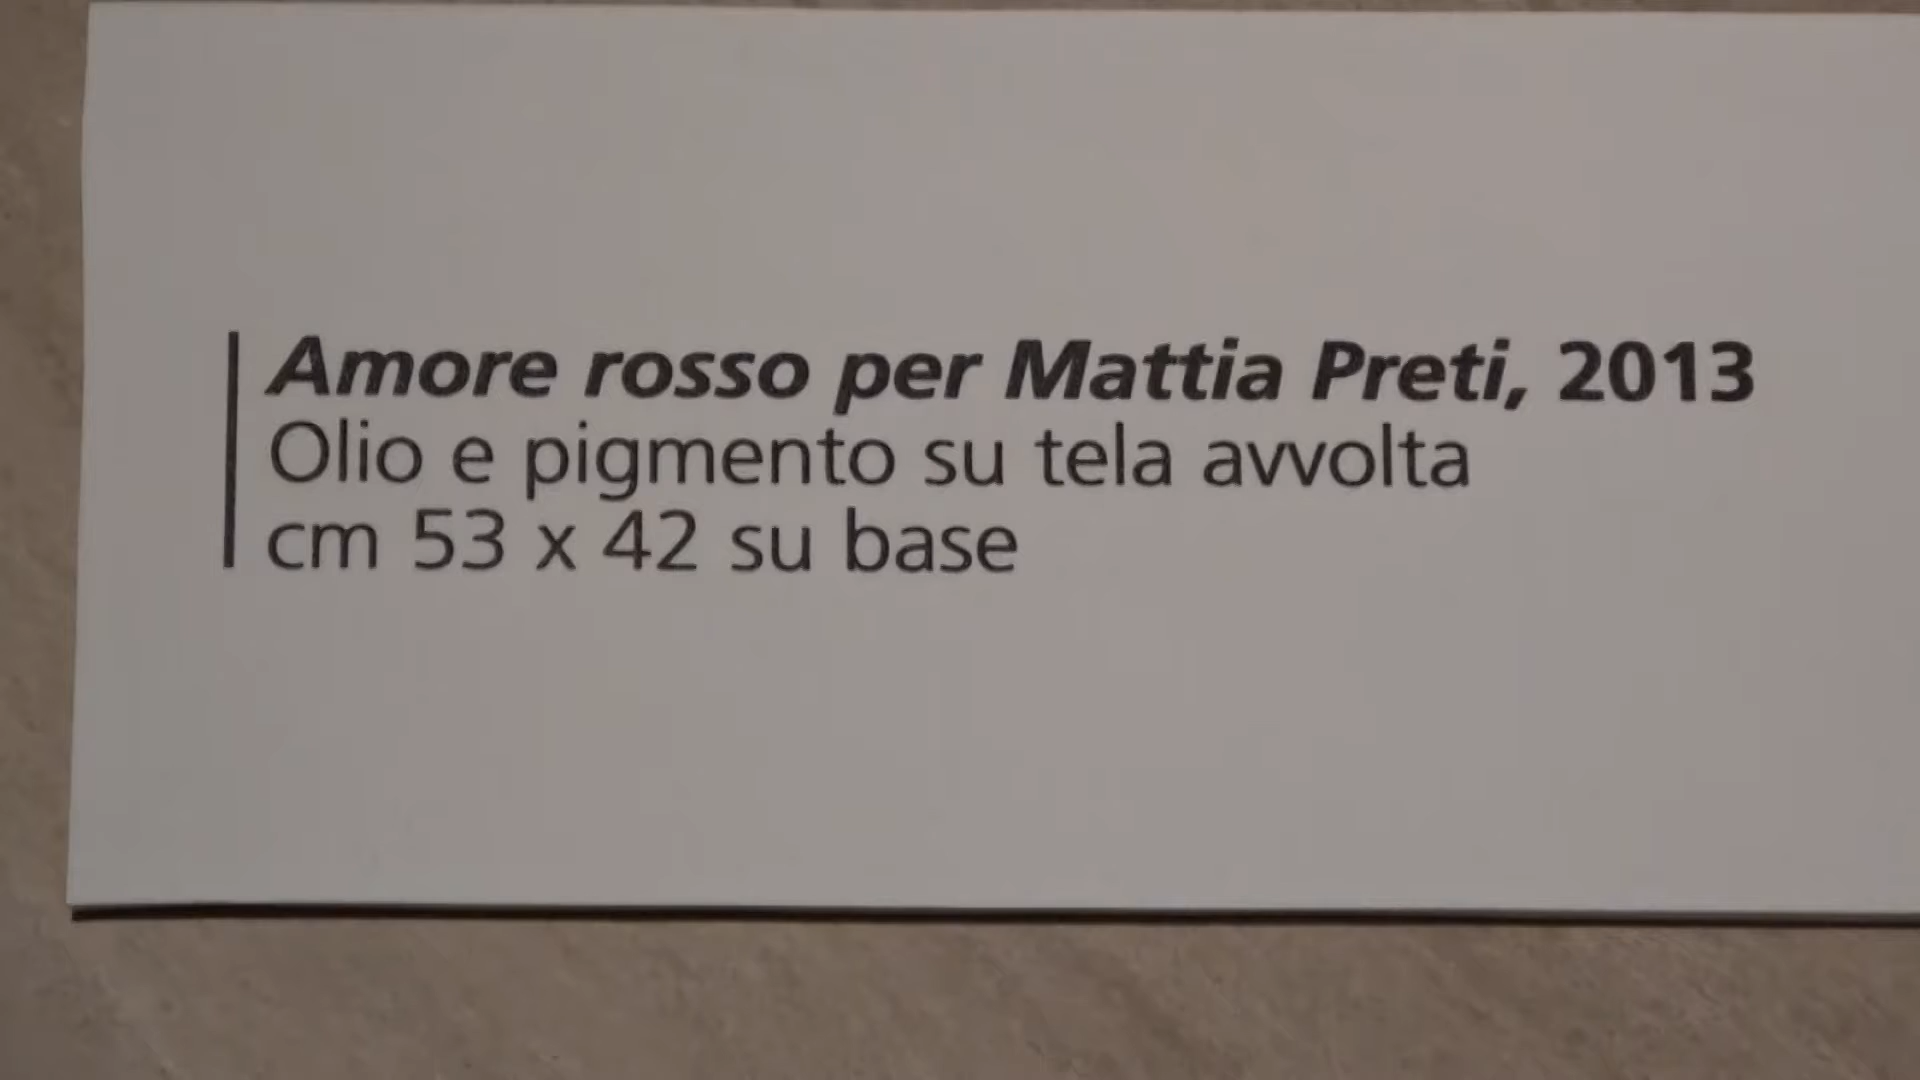 Amore rosso per Mattia Preti, 2013
Olio e pigmento su tela avvolta
cm 53 x 42 su base